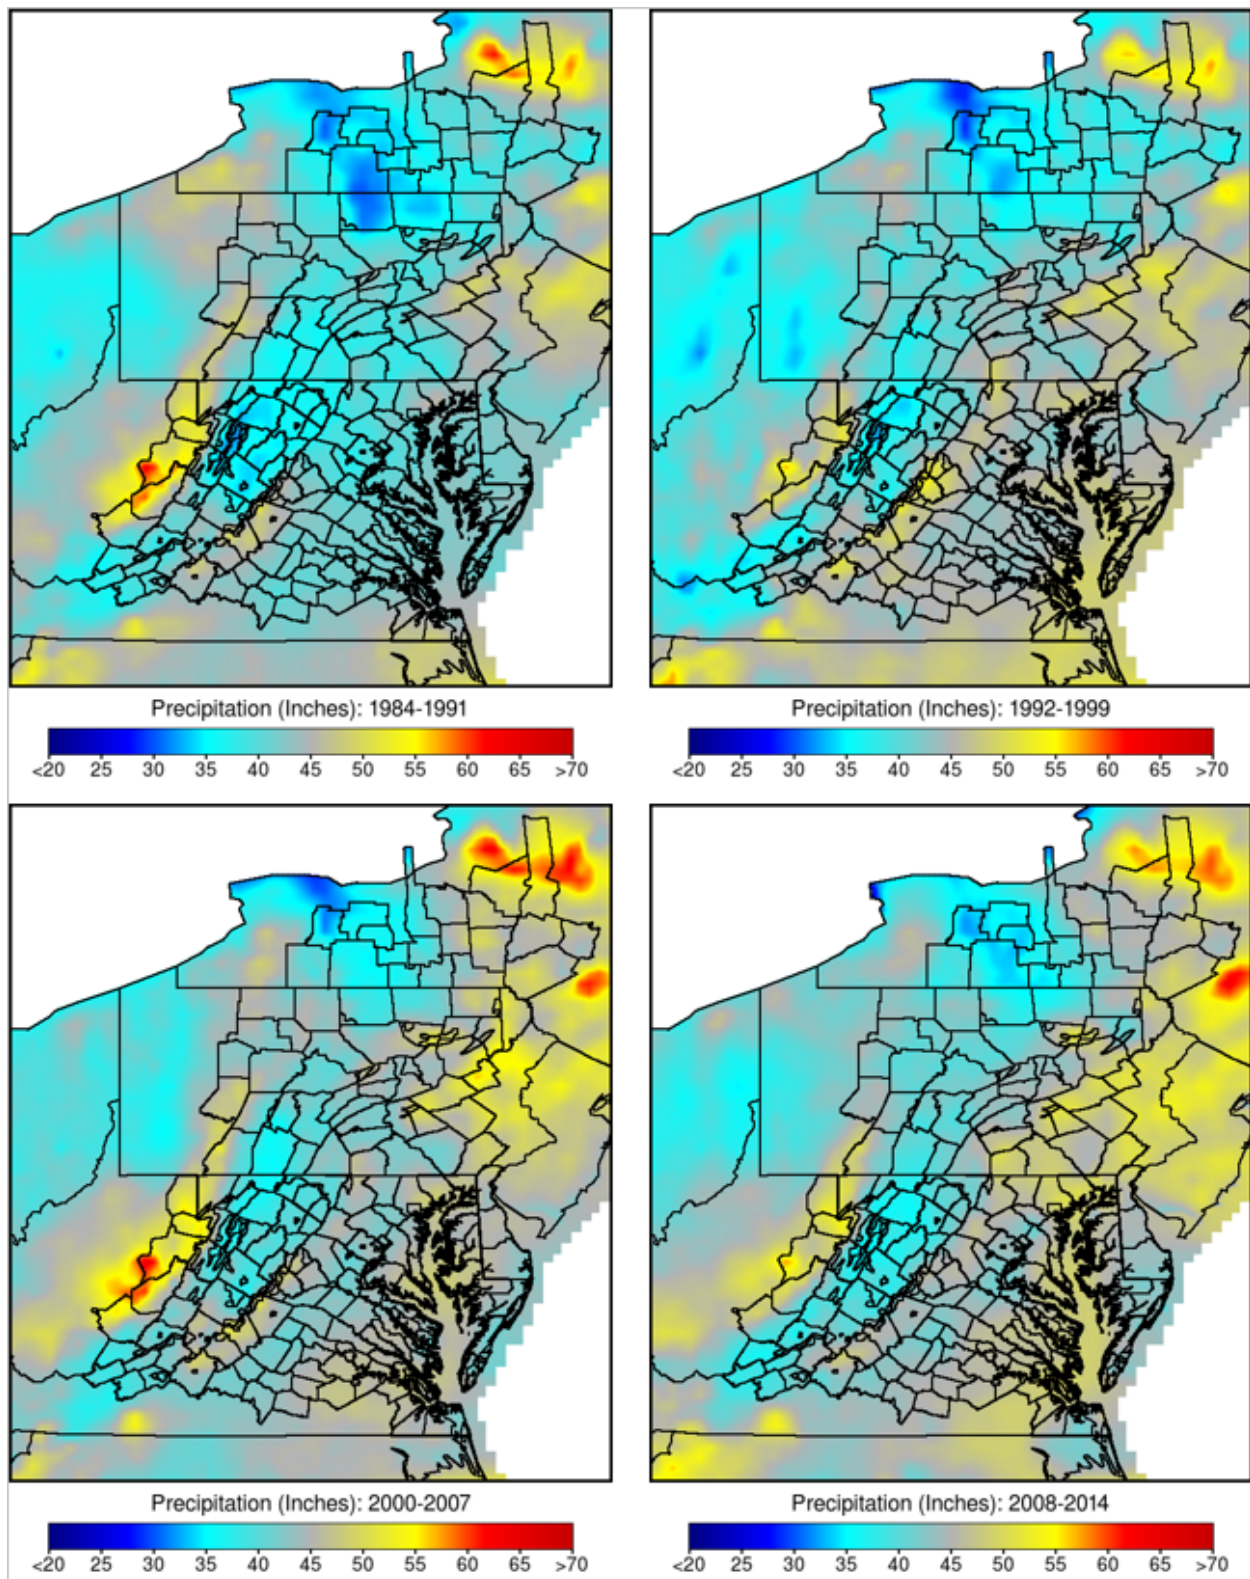 Precipitation (Inches): 1984-1991
<20 25 30 35 40 45 50 55 60 65 >70
Precipitation (Inches): 1992-1999
<20 25 30 35 40 45 50 55 60 65 >70
Precipitation (Inches): 2000-2007
<20 25 30 35 40 45 50 55 60 65 >70
Precipitation (Inches): 2008-2014
<20 25 30 35 40 45 50 55 60 65 >70